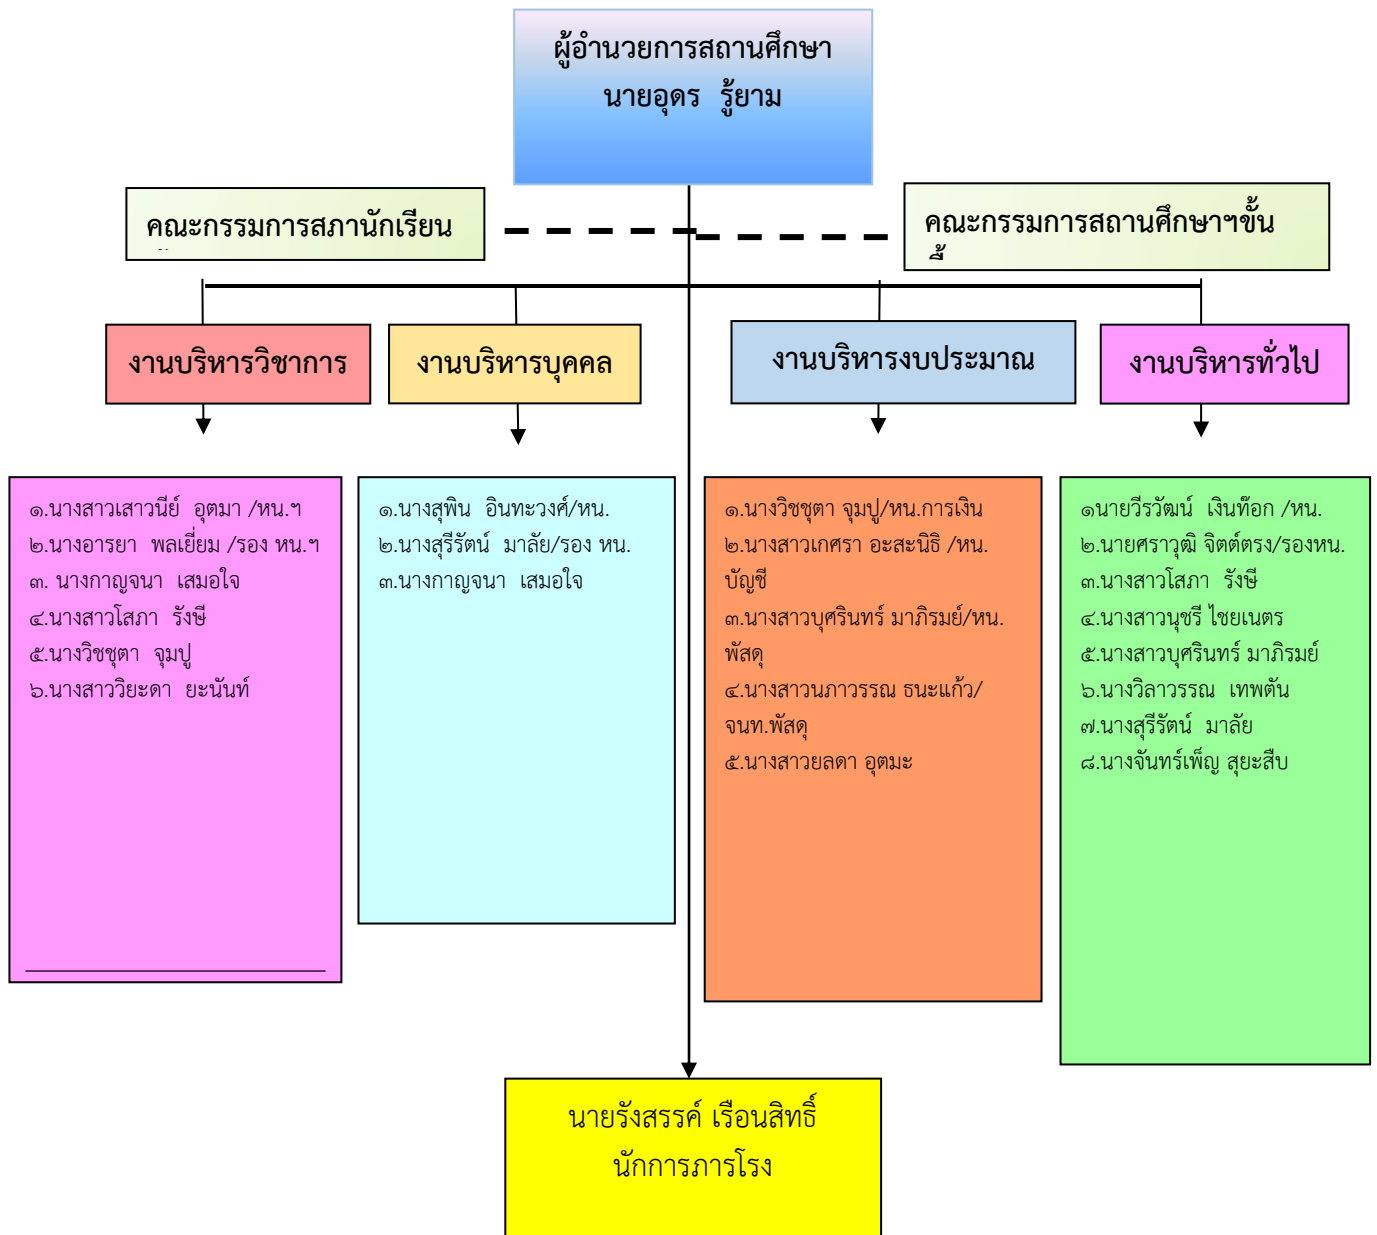 ผู้อำนวยการสถานศึกษา
นายอุดร รู้ยาม
คณะกรรมการสภานักเรียน
คณะกรรมการสถานศึกษาฯขั้น
งานบริหารวิชาการ
งานบริหารบุคคล
งานบริหารงบประมาณ
งานบริหารทั่วไป
๑.นางสาวเสาวนีย์ อุตมา /หน.ฯ
๒.นางอารยา พลเยี่ยม /รอง หน.ฯ
๓. นางกาญจนา เสมอใจ
๔.นางสาวโสภา รังษี
๕.นางวิชชุตา จุมปู
๖.นางสาววิยะดา ยะนันท์
๑.นางสุพิน อินทะวงศ์/หน.
๒.นางสุรีรัตน์ มาลัย/รอง หน.
๓.นางกาญจนา เสมอใจ
๑.นางวิชชุตา จุมปู/หน.การเงิน
๒.นางสาวเกศรา อะสะนิธิ /หน.
บัญชี
๓.นางสาวบุศรินทร์ มาภิรมย์/หน.
พัสดุ
๔.นางสาวนภาวรรณ ธนะแก้ว/
จนท.พัสดุ
๕.นางสาวยลดา อุตมะ
๑นายวีรวัฒน์ เงินท๊อก /หน.
๒.นายศราวุฒิ จิตต์ตรง/รองหน.
๓.นางสาวโสภา รังษี
๔.นางสาวนุชรี ไชยเนตร
๕.นางสาวบุศรินทร์ มาภิรมย์
๖.นางวิลาวรรณ เทพตัน
๗.นางสุรีรัตน์ มาลัย
๘.นางจันทร์เพ็ญ สุยะสืบ
นายรังสรรค์ เรือนสิทธิ์
นักการภารโรง